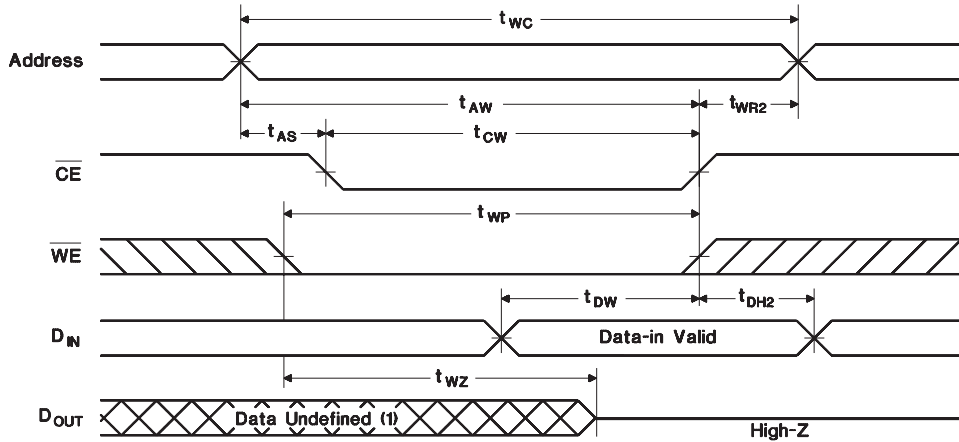 tWC
Address
tAW
tWR2
tAS
tCW
CE
tWP
WE
tDW
tDH2
DIN
Data-in Valid
tWZ
DOUT
Data Undefined (1)
High-Z